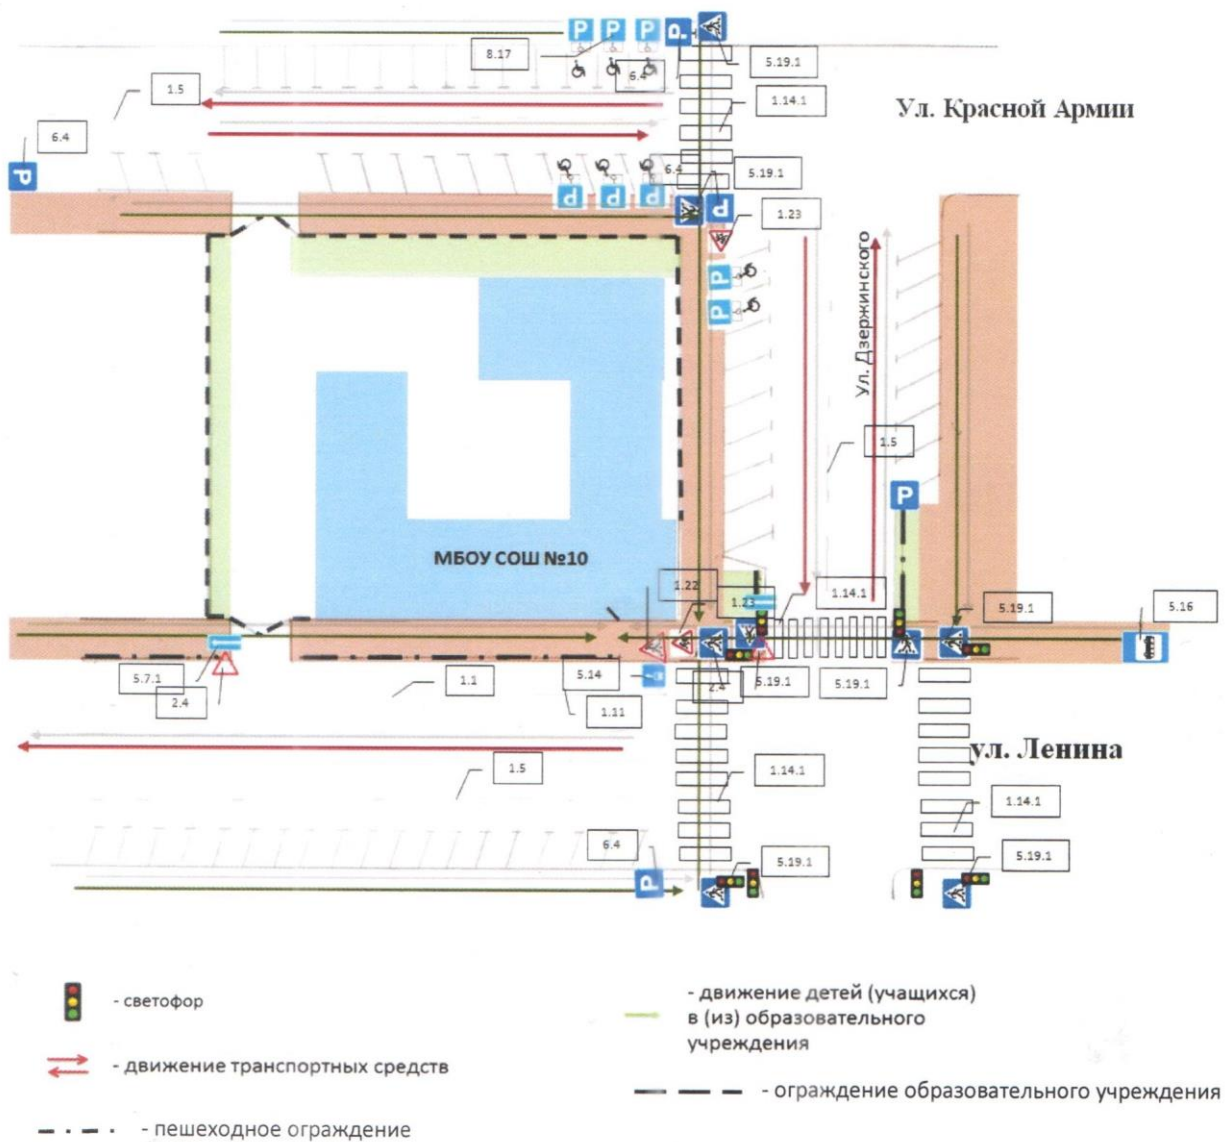 P P P P
8.17
5.19.1
6.4
1.5
1.14.1
Ул. Красной Армии
6.4
P
6.4
5.19.1
P P P P
1.23
P
P
Ул. Дзержинского
1.5
P
МБОУ СОШ №10
1.22
1.23
1.14.1
5.19.1
5.16
5.7.1
2.4
1.1
5.14
1.11
2.4
5.19.1
5.19.1
ул. Ленина
1.5
1.14.1
1.14.1
6.4
P
5.19.1
5.19.1
- светофор
- движение детей (учащихся)
в (из) образовательного
учреждения
- движение транспортных средств
- ограждение образовательного учреждения
- пешеходное ограждение